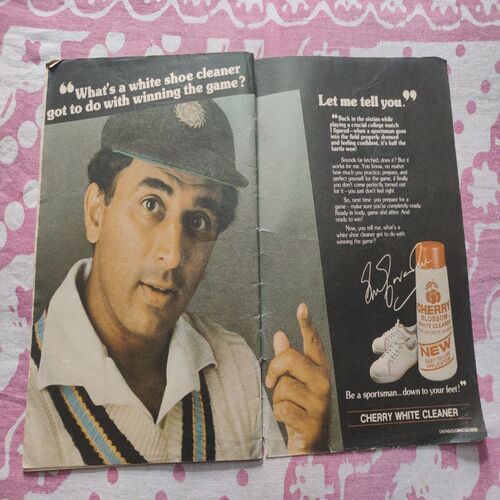 “What's a white shoe cleaner
got to do with winning the game?
Let me tell you.”
“Back in the sixties while
playing a crucial college match
I figured—when a sportsman goes
into the field properly dressed
and feeling confident, it's half the
battle won!
Sounds far fetched, does it? But it
works for me. You know, no matter
how much you practice, prepare, and
perfect yourself for the game, if finally
you don't come perfectly turned out
for it - you just don't feel right.
So, next time you prepare for a
game - make sure you're completely ready.
Ready in body, game and attire. And
ready to win!
Now, you tell me, what's a
white shoe cleaner got to do with
winning the game?
CHERRY
BLOSSOM
WHITE CLEANER
FOR SPORTS SHOES
NEW
EASY-TO-USE
APPLICATOR
Be a sportsman...down to your feet!”
CHERRY WHITE CLEANER